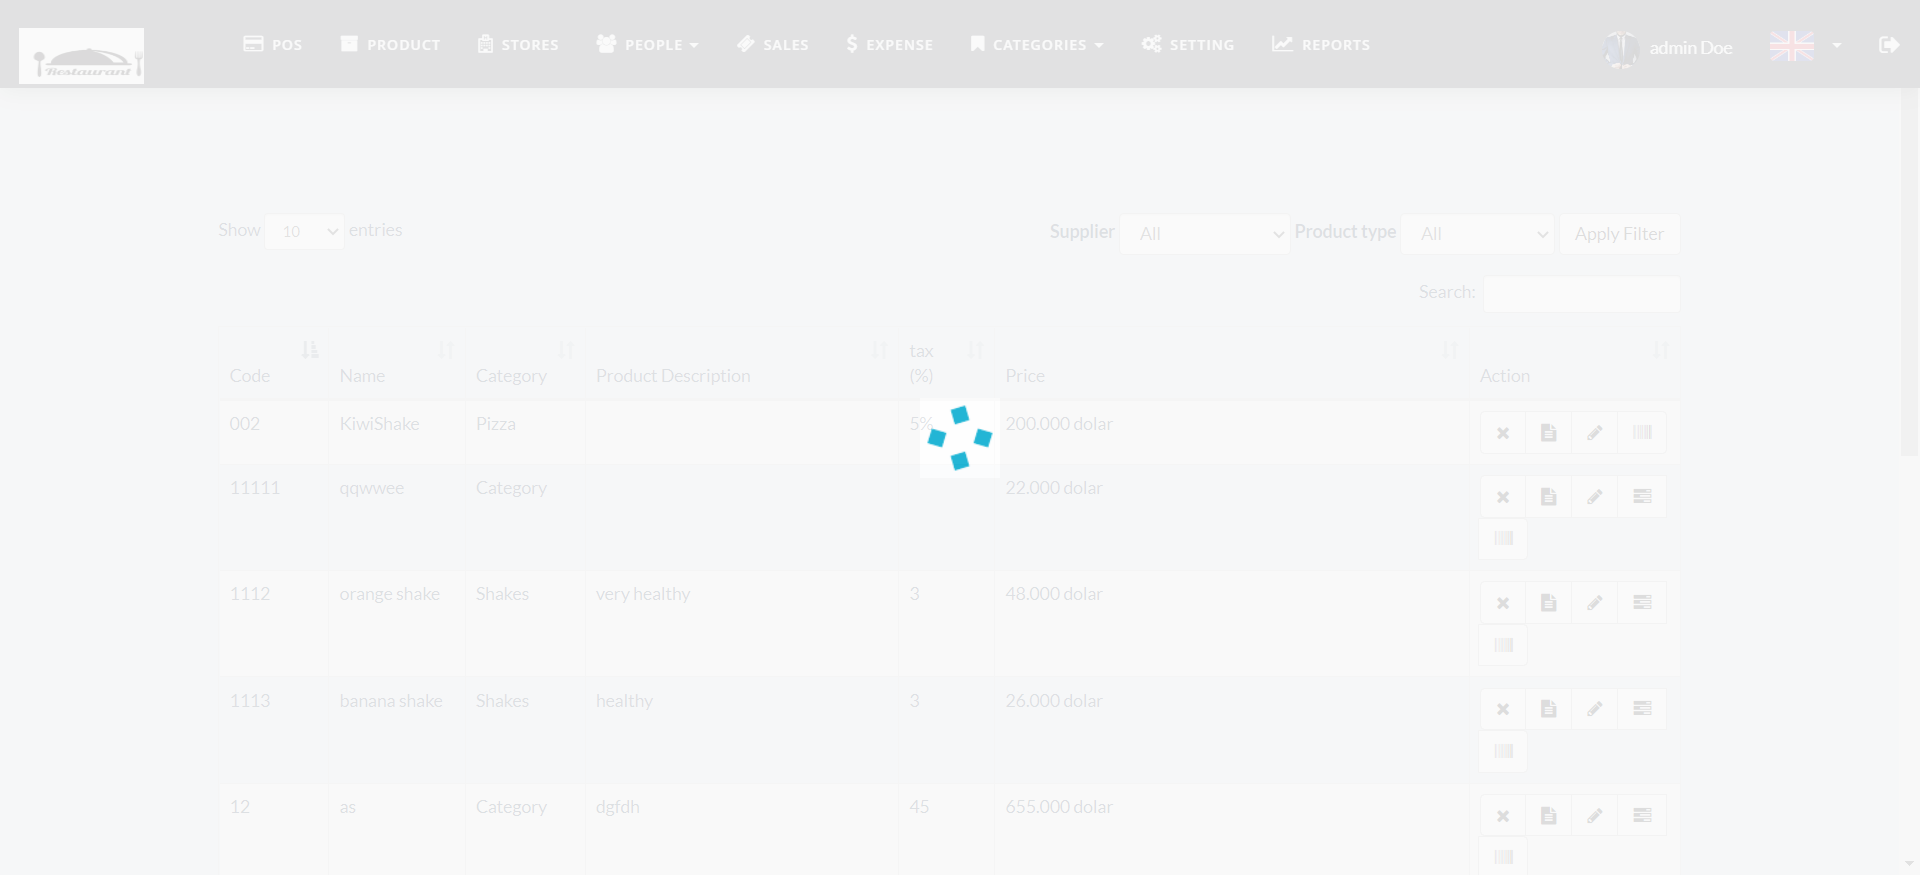 Restaurant
POS PRODUCT STORES PEOPLE SALES EXPENSE CATEGORIES SETTING REPORTS admin Doe
Show 10 entries Supplier All Product type All Apply Filter
Search:
Code Name Category Product Description tax (%) Price Action
002 KiwiShake Pizza 5% 200.000 dolar
11111 qqwwee Category 22.000 dolar
1112 orange shake Shakes very healthy 3 48.000 dolar
1113 banana shake Shakes healthy 3 26.000 dolar
12 as Category dgfdh 45 655.000 dolar